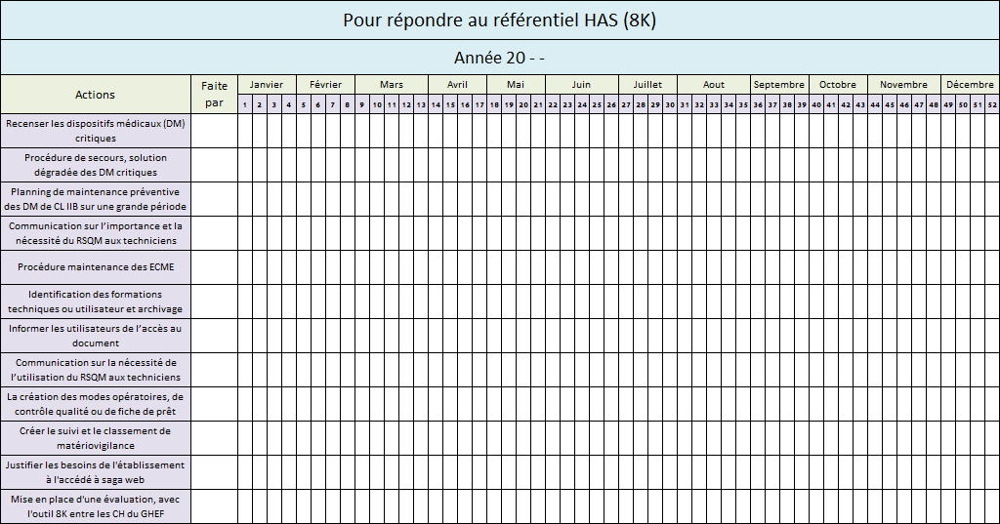 Pour répondre au référentiel HAS (8K)
Année 20 - -
Actions
Faite
par
Janvier Février Mars Avril Mai Juin Juillet Aout Septembre Octobre Novembre Décembre
1 2 3 4 5 6 7 8 9 10 11 12 13 14 15 16 17 18 19 20 21 22 23 24 25 26 27 28 29 30 31 33 34 35 36 37 38 39 40 41 42 43 44 45 46 47 48 49 50 51 52
Recenser les dispositifs médicaux (DM)
critiques
Procédure de secours, solution
dégradée des DM critiques
Planning de maintenance préventive
des DM de CL IIB sur une grande période
Communication sur l’importance et la
nécessité du RSQM aux techniciens
Procédure maintenance des ECME
Identification des formations
techniques ou utilisateur et archivage
Informer les utilisateurs de l’accès au
document
Communication sur la nécessité de
l’utilisation du RSQM aux techniciens
La création des modes opératoires, de
contrôle qualité ou de fiche de prêt
Créer le suivi et le classement de
matériovigilance
Justifier les besoins de l'établissement
à l'accédé à saga web
Mise en place d'une évaluation, avec
l'outil 8K entre les CH du GHEF